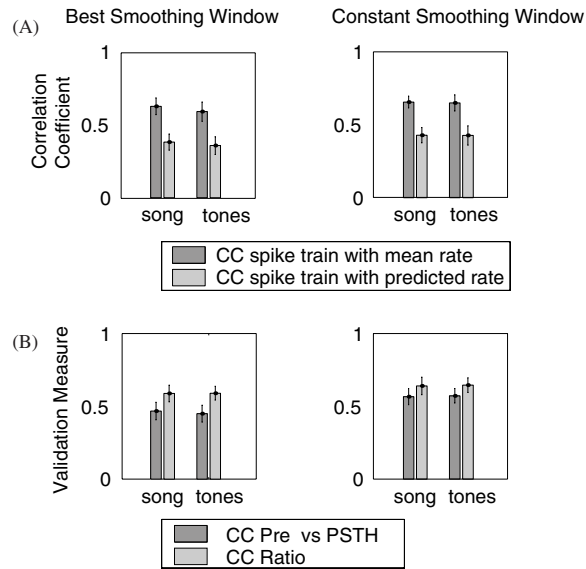 Best Smoothing Window
Constant Smoothing Window
(A)
Correlation
Coefficient
1
0.5
0
song tones
1
0.5
0
song tones
CC spike train with mean rate
CC spike train with predicted rate
(B)
Validation Measure
1
0.5
0
song tones
1
0.5
0
song tones
CC Pre vs PSTH
CC Ratio